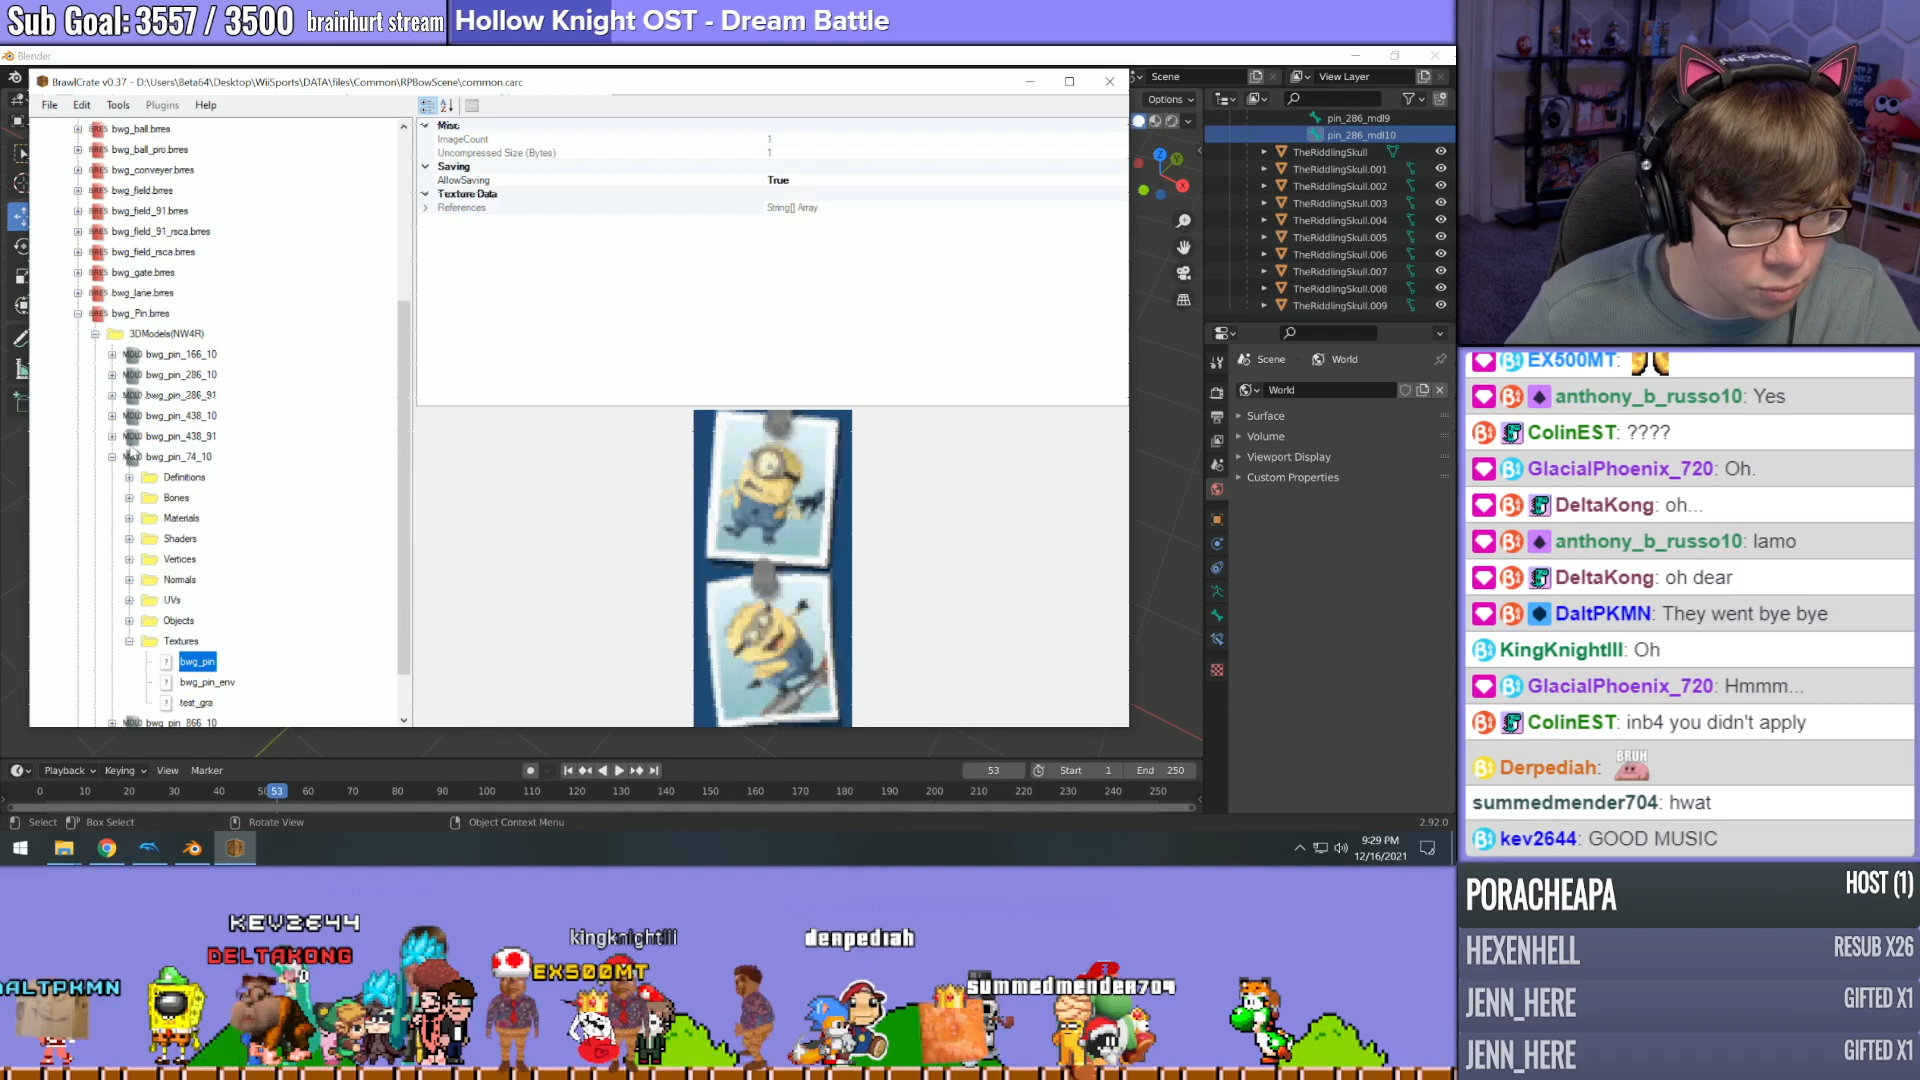 Sub Goal: 3557 / 3500 brainhurt stream
Hollow Knight OST - Dream Battle
Blender
BrawlCrate v0.37 - D:\Users\Beta64\Desktop\WiiSports\DATA\files\Common\RPBowScene\common.carc
File Edit Tools Plugins Help
bwg_ball.brres
bwg_ball_pro.brres
bwg_conveyer.brres
bwg_field.brres
bwg_field_91.brres
bwg_field_91_rsca.brres
bwg_field_rsca.brres
bwg_gate.brres
bwg_lane.brres
bwg_Pin.brres
3DModels(NW4R)
bwg_pin_166_10
bwg_pin_286_10
bwg_pin_286_91
bwg_pin_438_10
bwg_pin_438_91
bwg_pin_74_10
Definitions
Bones
Materials
Shaders
Vertices
Normals
UVs
Objects
Textures
bwg_pin
bwg_pin_env
test_gra
bwg_pin_866_10
Misc
ImageCount 1
Uncompressed Size (Bytes) 1
Saving
AllowSaving True
Texture Data
References String[] Array
Scene
View Layer
Options
pin_286_mdl9
pin_286_mdl10
TheRiddlingSkull
TheRiddlingSkull.001
TheRiddlingSkull.002
TheRiddlingSkull.003
TheRiddlingSkull.004
TheRiddlingSkull.005
TheRiddlingSkull.006
TheRiddlingSkull.007
TheRiddlingSkull.008
TheRiddlingSkull.009
Scene World
World
Surface
Volume
Viewport Display
Custom Properties
Playback Keying View Marker
53 Start 1 End 250
0 10 20 30 40 50 53 60 70 80 90 100 110 120 130 140 150 160 170 180 190 200 210 220 230 240 250
Select Box Select Rotate View Object Context Menu 2.92.0
9:29 PM
12/16/2021
EX500MT:
anthony_b_russo10: Yes
ColinEST: ????
GlacialPhoenix_720: Oh.
DeltaKong: oh...
anthony_b_russo10: lamo
DeltaKong: oh dear
DaltPKMN: They went bye bye
KingKnightIII: Oh
GlacialPhoenix_720: Hmmm...
ColinEST: inb4 you didn't apply
Derpediah: BRUH
summedmender704: hwat
kev2644: GOOD MUSIC
PORACHEAPA HOST (1)
HEXENHELL RESUB X26
JENN_HERE GIFTED X1
JENN_HERE GIFTED X1
KEV2644
DELTAKONG
ALTPKMN
kingknightiii
EX500MT
derpediah
summedmender704